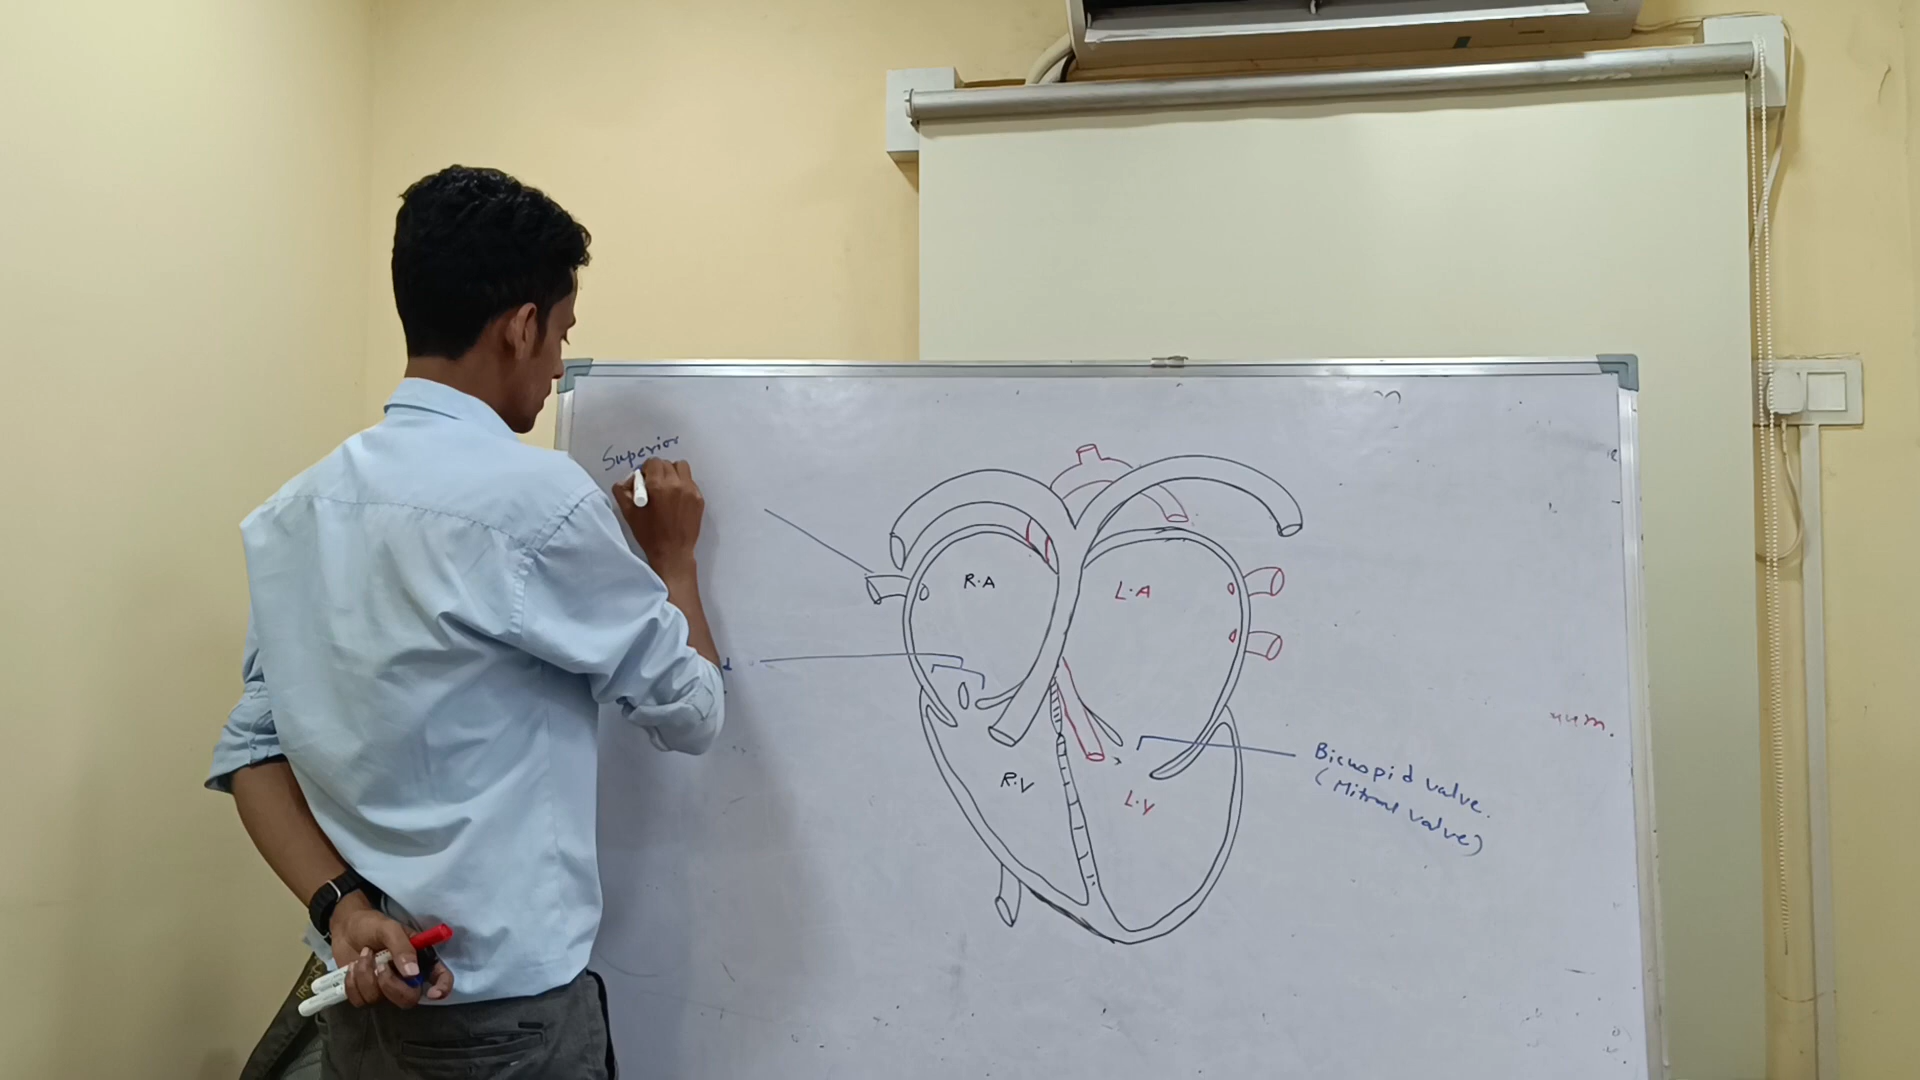 Superior
R.A
L.A
R.V
L.V
Bicuspid valve.
(Mitral valve)